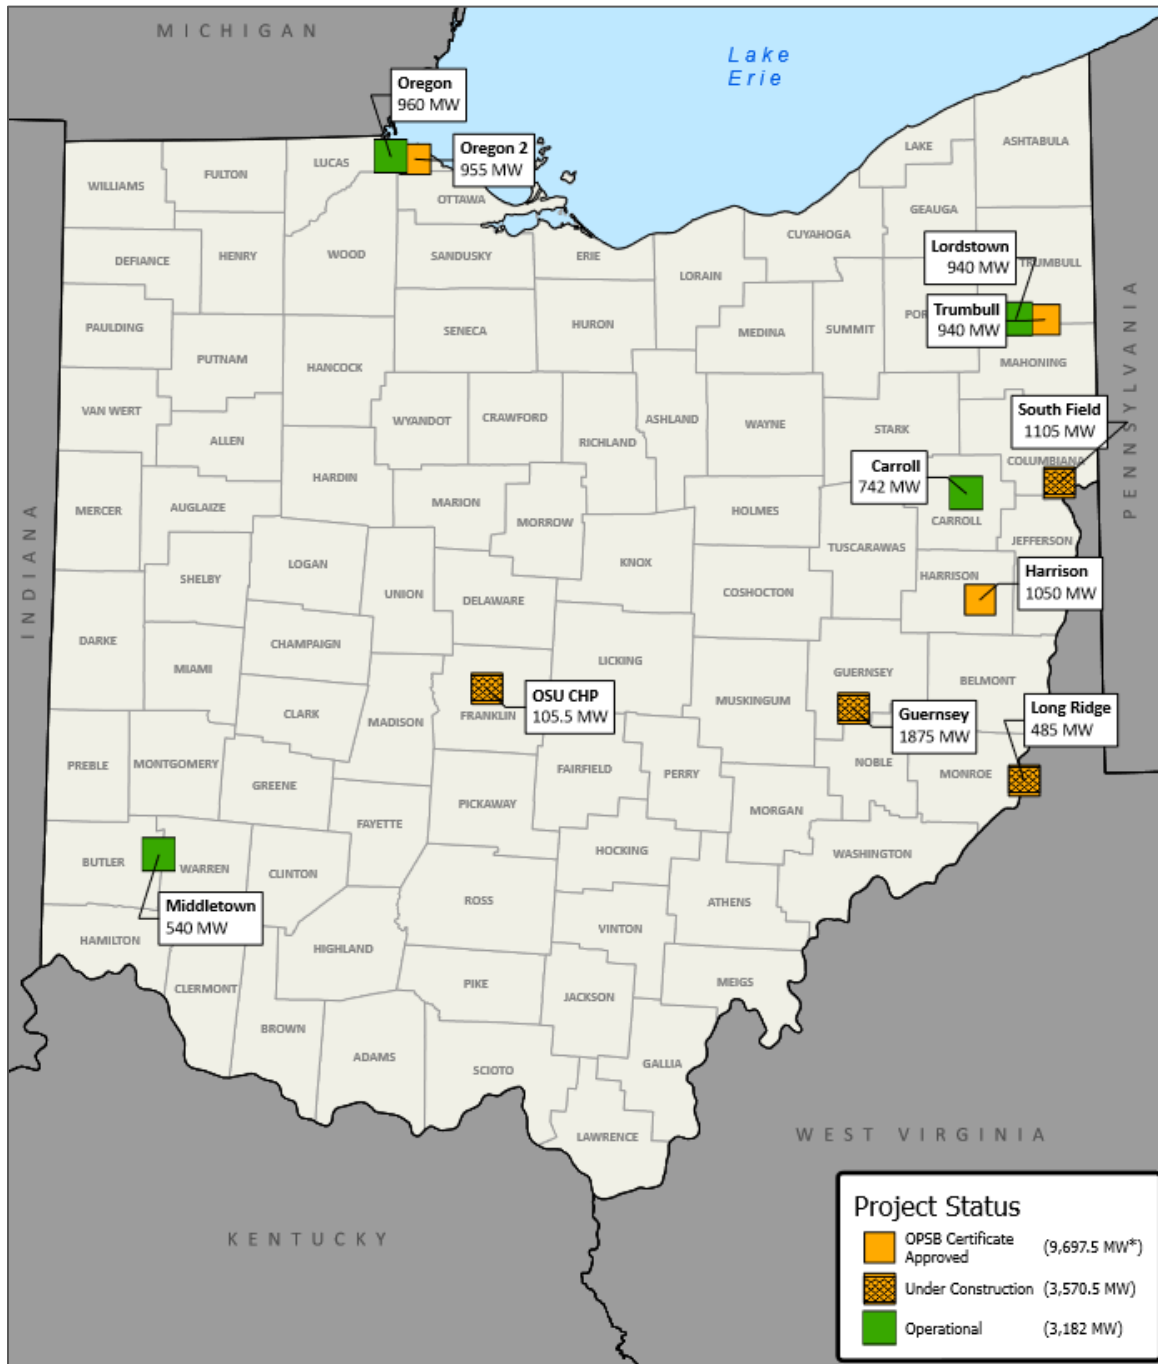 MICHIGAN
Lake
Erie
Oregon
960 MW
Oregon 2
955 MW
LUCAS
FULTON
WILLIAMS
OTTAWA
LAKE
ASHTABULA
GEAUGA
CUYAHOGA
Lordstown
940 MW
TRUMBULL
DEFIANCE
HENRY
WOOD
SANDUSKY
ERIE
LORAIN
Trumbull
940 MW
POR
PAULDING
PUTNAM
HANCOCK
SENECA
HURON
MEDINA
SUMMIT
MAHONING
PENNSYLVANIA
VAN WERT
ALLEN
WYANDOT
CRAWFORD
RICHLAND
ASHLAND
WAYNE
STARK
South Field
1105 MW
COLUMBIANA
Carroll
742 MW
CARROLL
MERCER
AUGLAIZE
HARDIN
MARION
MORROW
HOLMES
TUSCARAWAS
JEFFERSON
INDIANA
SHELBY
LOGAN
UNION
DELAWARE
KNOX
COSHOCTON
HARRISON
Harrison
1050 MW
DARKE
MIAMI
CHAMPAIGN
CLARK
MADISON
FRANKLIN
OSU CHP
105.5 MW
LICKING
MUSKINGUM
GUERNSEY
Guernsey
1875 MW
BELMONT
Long Ridge
485 MW
PREBLE
MONTGOMERY
GREENE
FAYETTE
PICKAWAY
FAIRFIELD
PERRY
MORGAN
NOBLE
MONROE
BUTLER
WARREN
CLINTON
ROSS
HOCKING
ATHENS
WASHINGTON
Middletown
540 MW
HAMILTON
CLERMONT
HIGHLAND
PIKE
VINTON
JACKSON
MEIGS
BROWN
ADAMS
SCIOTO
GALLIA
LAWRENCE
WEST VIRGINIA
KENTUCKY
Project Status
OPSB Certificate
Approved (9,697.5 MW*)
Under Construction (3,570.5 MW)
Operational (3,182 MW)